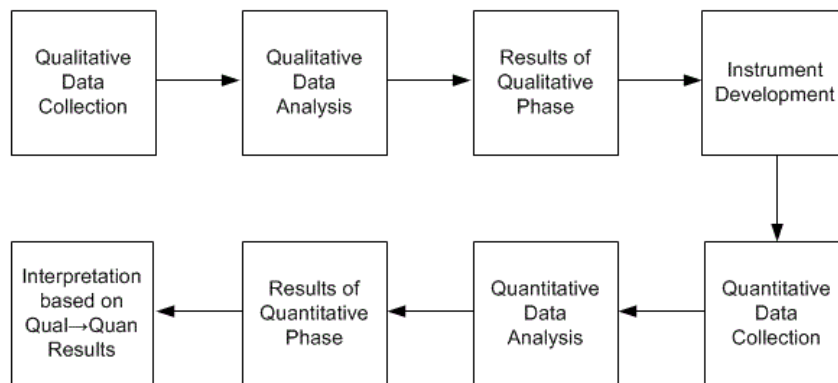 Qualitative
Data
Collection
Qualitative
Data
Analysis
Results of
Qualitative
Phase
Instrument
Development
Interpretation
based on
Qual→Quan
Results
Results of
Quantitative
Phase
Quantitative
Data
Analysis
Quantitative
Data
Collection